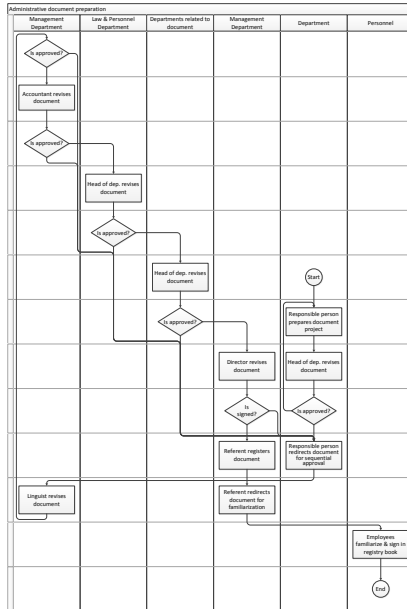 Administrative document preparation
Management
Department
Law & Personnel
Department
Departments related to
document
Management
Department
Department
Personnel
Is approved?
Accountant revises
document
Is approved?
Head of dep. revises
document
Is approved?
Head of dep. revises
document
Start
Is approved?
Responsible person
prepares document
project
Director revises
document
Head of dep. revises
document
Is
signed?
Is approved?
Referent registers
document
Responsible person
redirects document
for sequential
approval
Linguist revises
document
Referent redirects
document for
familiarization
Employees
familiarize & sign in
registry book
End